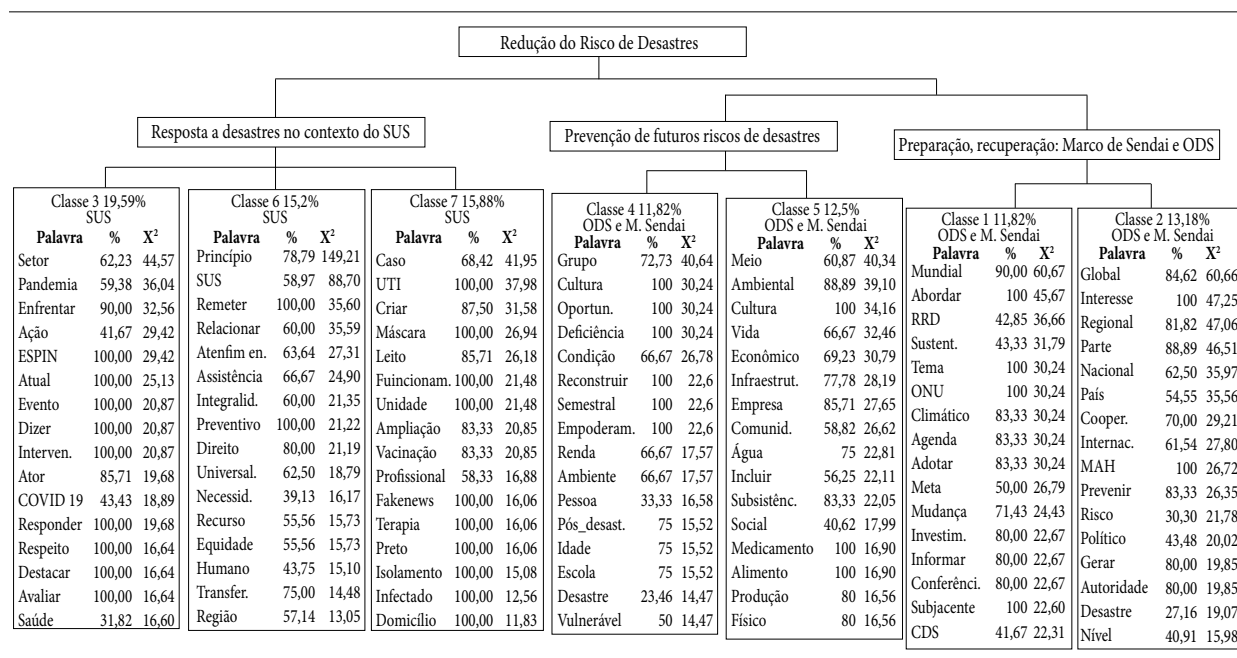 Redução do Risco de Desastres
Resposta a desastres no contexto do SUS
Prevenção de futuros riscos de desastres
Preparação, recuperação: Marco de Sendai e ODS
Classe 3 19,59%
SUS
Palavra % X²
Setor 62,23 44,57
Pandemia 59,38 36,04
Enfrentar 90,00 32,56
Ação 41,67 29,42
ESPIN 100,00 29,42
Atual 100,00 25,13
Evento 100,00 20,87
Dizer 100,00 20,87
Interven. 100,00 20,87
Ator 85,71 19,68
COVID 19 43,43 18,89
Responder 100,00 19,68
Respeito 100,00 16,64
Destacar 100,00 16,64
Avaliar 100,00 16,64
Saúde 31,82 16,60
Classe 6 15,2%
SUS
Palavra % X²
Princípio 78,79 149,21
SUS 58,97 88,70
Remeter 100,00 35,60
Relacionar 60,00 35,59
Atenfim en. 63,64 27,31
Assistência 66,67 24,90
Integralid. 60,00 21,35
Preventivo 100,00 21,22
Direito 80,00 21,19
Universal. 62,50 18,79
Necessid. 39,13 16,17
Recurso 55,56 15,73
Equidade 55,56 15,73
Humano 43,75 15,10
Transfer. 75,00 14,48
Região 57,14 13,05
Classe 7 15,88%
SUS
Palavra % X²
Caso 68,42 41,95
UTI 100,00 37,98
Criar 87,50 31,58
Máscara 100,00 26,94
Leito 85,71 26,18
Fuincionam. 100,00 21,48
Unidade 100,00 21,48
Ampliação 83,33 20,85
Vacinação 83,33 20,85
Profissional 58,33 16,88
Fakenews 100,00 16,06
Terapia 100,00 16,06
Preto 100,00 16,06
Isolamento 100,00 15,08
Infectado 100,00 12,56
Domicílio 100,00 11,83
Classe 4 11,82%
ODS e M. Sendai
Palavra % X²
Grupo 72,73 40,64
Cultura 100 30,24
Oportun. 100 30,24
Deficiência 100 30,24
Condição 66,67 26,78
Reconstruir 100 22,6
Semestral 100 22,6
Empoderam. 100 22,6
Renda 66,67 17,57
Ambiente 66,67 17,57
Pessoa 33,33 16,58
Pós_desast. 75 15,52
Idade 75 15,52
Escola 75 15,52
Desastre 23,46 14,47
Vulnerável 50 14,47
Classe 5 12,5%
ODS e M. Sendai
Palavra % X²
Meio 60,87 40,34
Ambiental 88,89 39,10
Cultura 100 34,16
Vida 66,67 32,46
Econômico 69,23 30,79
Infraestrut. 77,78 28,19
Empresa 85,71 27,65
Comunid. 58,82 26,62
Água 75 22,81
Incluir 56,25 22,11
Subsistênc. 83,33 22,05
Social 40,62 17,99
Medicamento 100 16,90
Alimento 100 16,90
Produção 80 16,56
Físico 80 16,56
Classe 1 11,82%
ODS e M. Sendai
Palavra % X²
Mundial 90,00 60,67
Abordar 100 45,67
RRD 42,85 36,66
Sustent. 43,33 31,79
Tema 100 30,24
ONU 100 30,24
Climático 83,33 30,24
Agenda 83,33 30,24
Adotar 83,33 30,24
Meta 50,00 26,79
Mudança 71,43 24,43
Investim. 80,00 22,67
Informar 80,00 22,67
Conferênci. 80,00 22,67
Subjacente 100 22,60
CDS 41,67 22,31
Classe 2 13,18%
ODS e M. Sendai
Palavra % X²
Global 84,62 60,66
Interesse 100 47,25
Regional 81,82 47,06
Parte 88,89 46,51
Nacional 62,50 35,97
País 54,55 35,56
Cooper. 70,00 29,21
Internac. 61,54 27,80
MAH 100 26,72
Prevenir 83,33 26,35
Risco 30,30 21,78
Político 43,48 20,02
Gerar 80,00 19,85
Autoridade 80,00 19,85
Desastre 27,16 19,07
Nível 40,91 15,98